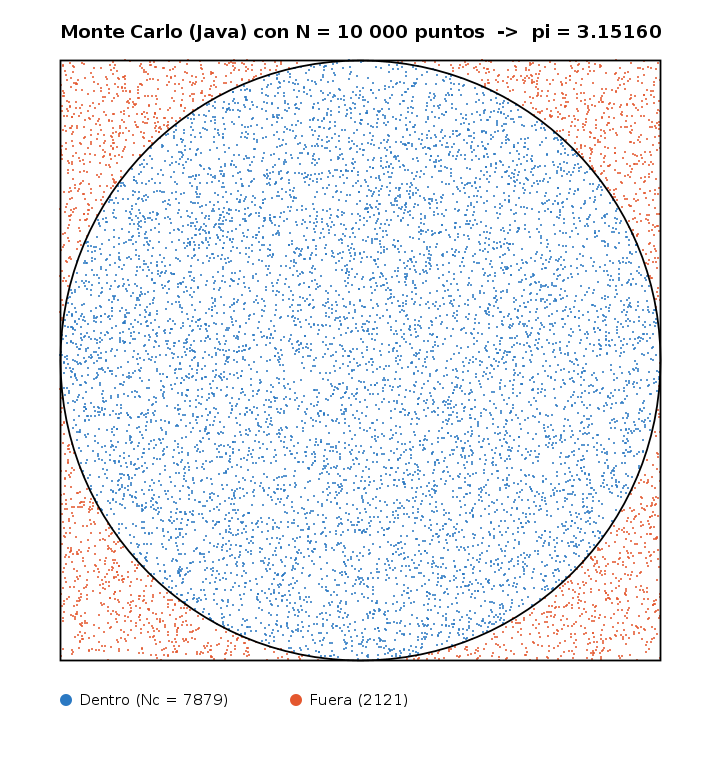 Monte Carlo (Java) con N = 10 000 puntos -> pi = 3.15160
Dentro (Nc = 7879) Fuera (2121)